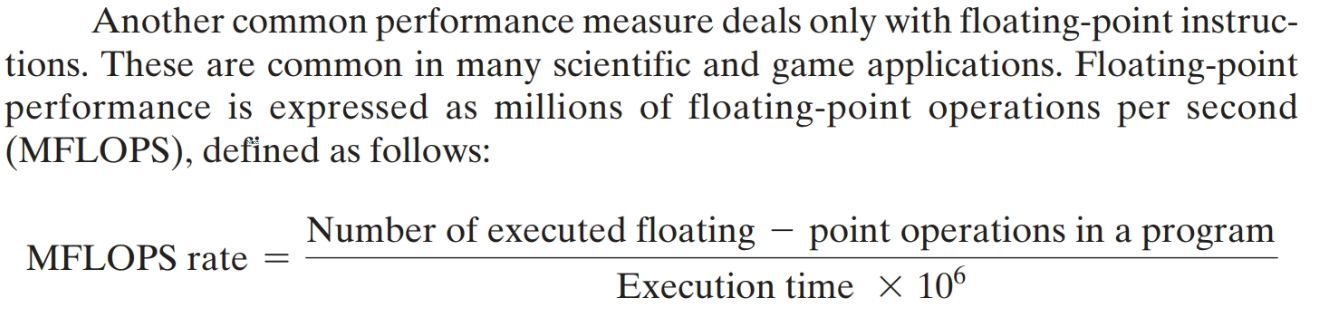 Another common performance measure deals only with floating-point instruc-
tions. These are common in many scientific and game applications. Floating-point
performance is expressed as millions of floating-point operations per second
(MFLOPS), defined as follows:
MFLOPS rate = Number of executed floating − point operations in a program
Execution time × 10⁶